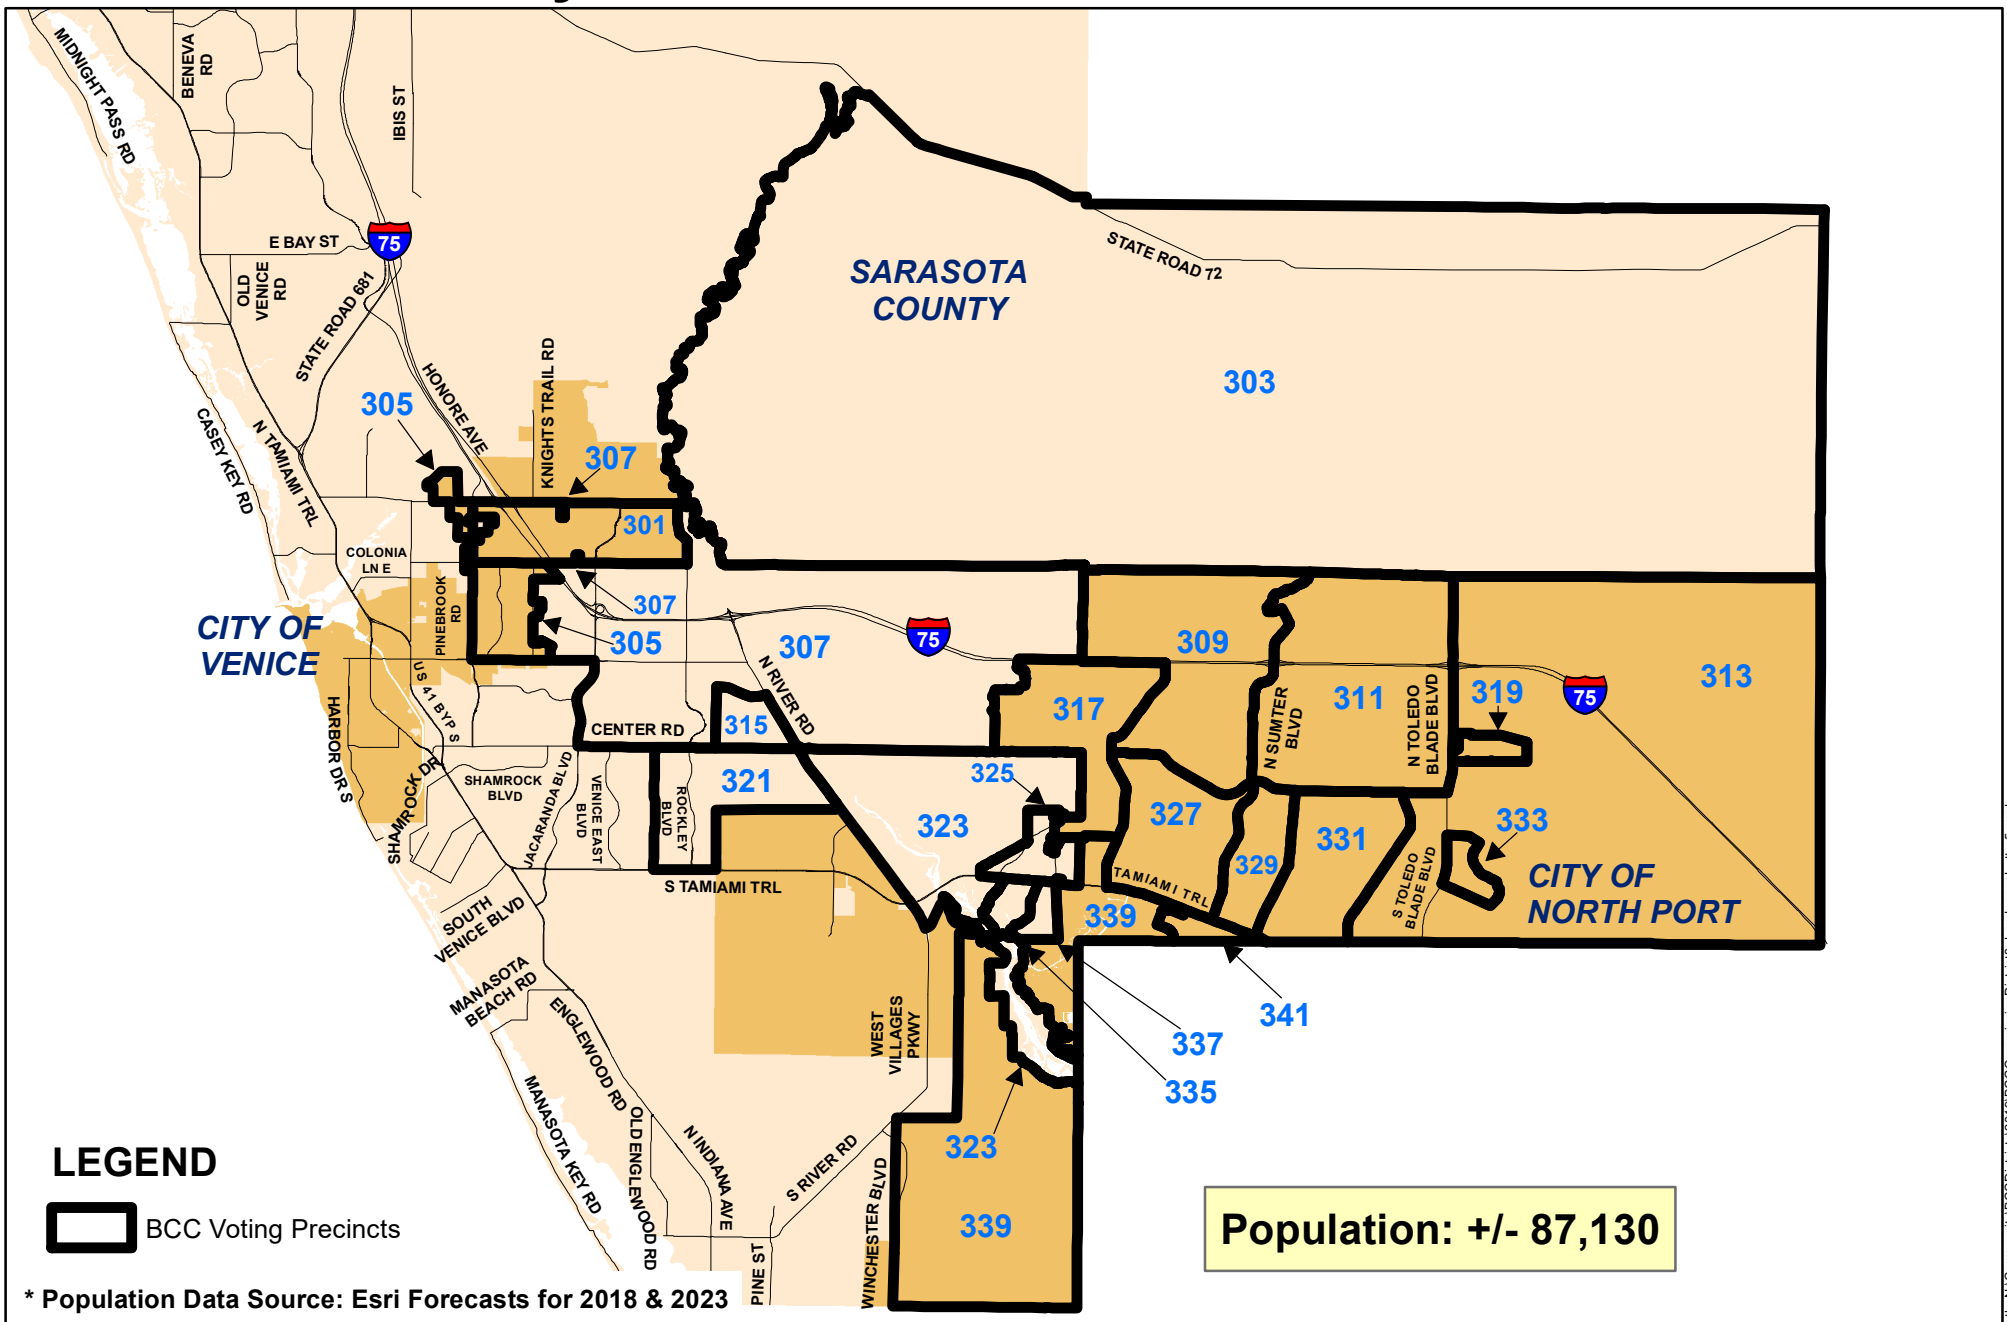 MIDNIGHT PASS RD
BENEVA
RD
IBIS ST
E BAY ST
75
OLD
VENICE
RD
STATE ROAD 681
SARASOTA
COUNTY
STATE ROAD 72
303
HONORE AVE
KNIGHTS TRAIL RD
305
307
CASEY KEY RD
N TAMIAMI TRL
301
COLONIA
LN E
PINEBROOK
RD
307
305
307
75
CITY OF
VENICE
309
313
311
319
75
317
N SUMTER
BLVD
N TOLEDO
BLADE BLVD
US 41 BYP S
HARBOR DR S
N RIVER RD
CENTER RD
315
SHAMROCK DR
SHAMROCK
BLVD
JACARANDA BLVD
VENICE EAST
BLVD
ROCKLEY
BLVD
321
325
323
327
329
331
333
S TAMIAMI TRL
TAMIAMI TRL
S TOLEDO
BLADE BLVD
CITY OF
NORTH PORT
339
SOUTH
VENICE BLVD
MANASOTA
BEACH RD
ENGLEWOOD RD
WEST
VILLAGES
PKWY
341
337
335
MANASOTA KEY RD
OLD ENGLEWOOD RD
N INDIANA AVE
S RIVER RD
323
WINCHESTER BLVD
339
PINE ST
LEGEND
BCC Voting Precincts
Population: +/- 87,130
* Population Data Source: Esri Forecasts for 2018 & 2023